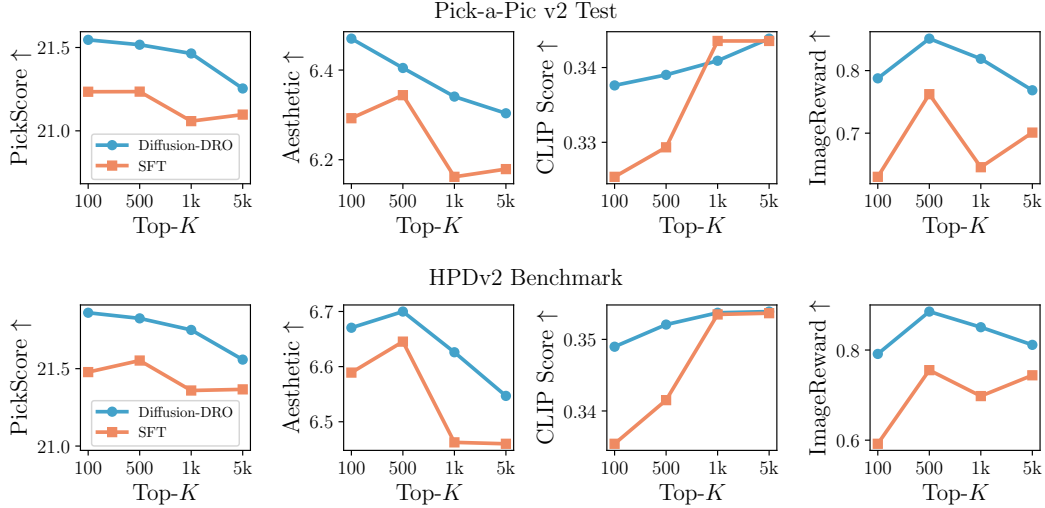 Pick-a-Pic v2 Test
PickScore ↑
21.5
21.0
Diffusion-DRO
SFT
100 500 1k 5k
Top-K
Aesthetic ↑
6.4
6.2
100 500 1k 5k
Top-K
CLIP Score ↑
0.34
0.33
100 500 1k 5k
Top-K
ImageReward ↑
0.8
0.7
100 500 1k 5k
Top-K
HPDv2 Benchmark
PickScore ↑
21.5
21.0
Diffusion-DRO
SFT
100 500 1k 5k
Top-K
Aesthetic ↑
6.7
6.6
6.5
100 500 1k 5k
Top-K
CLIP Score ↑
0.35
0.34
100 500 1k 5k
Top-K
ImageReward ↑
0.8
0.6
100 500 1k 5k
Top-K